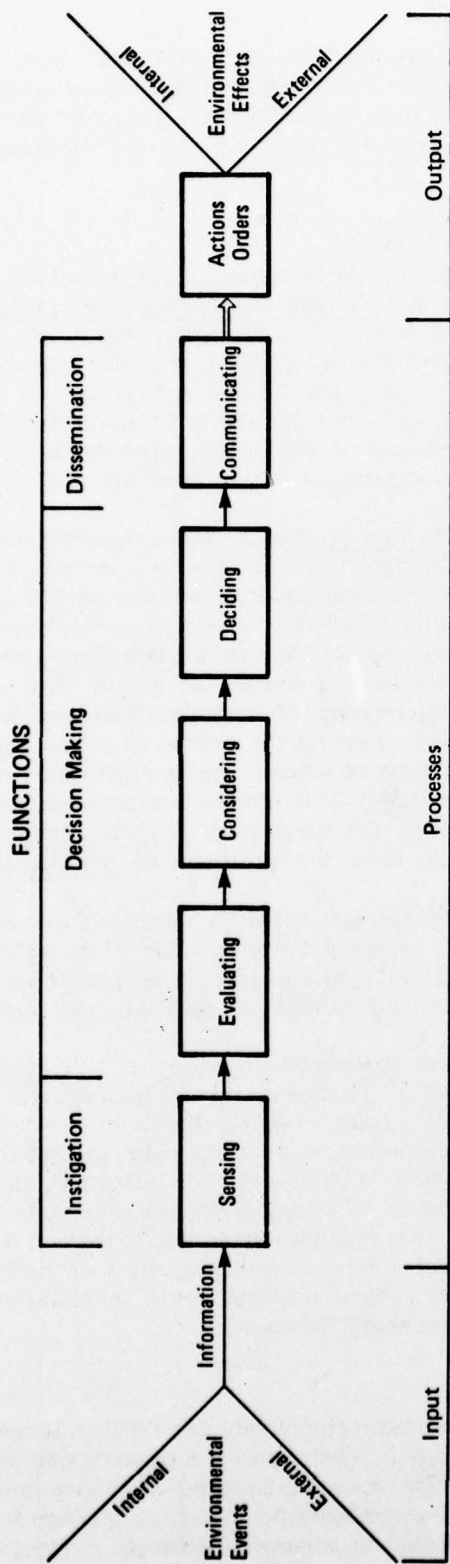 FUNCTIONS
Instigation
Decision Making
Dissemination
Internal
Environmental
Events
External
Information
Sensing
Evaluating
Considering
Deciding
Communicating
Actions
Orders
Internal
Environmental
Effects
External
Input
Processes
Output